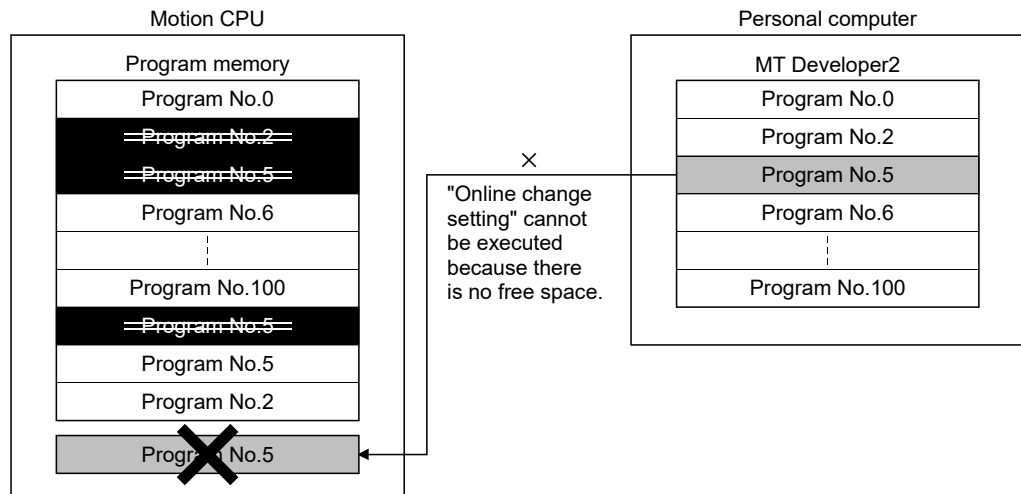 Motion CPU
Program memory
Program No.0
Program No.2
Program No.5
Program No.6
Program No.100
Program No.5
Program No.5
Program No.2
Program No.5
×
"Online change
setting" cannot
be executed
because there
is no free space.
Personal computer
MT Developer2
Program No.0
Program No.2
Program No.5
Program No.6
Program No.100